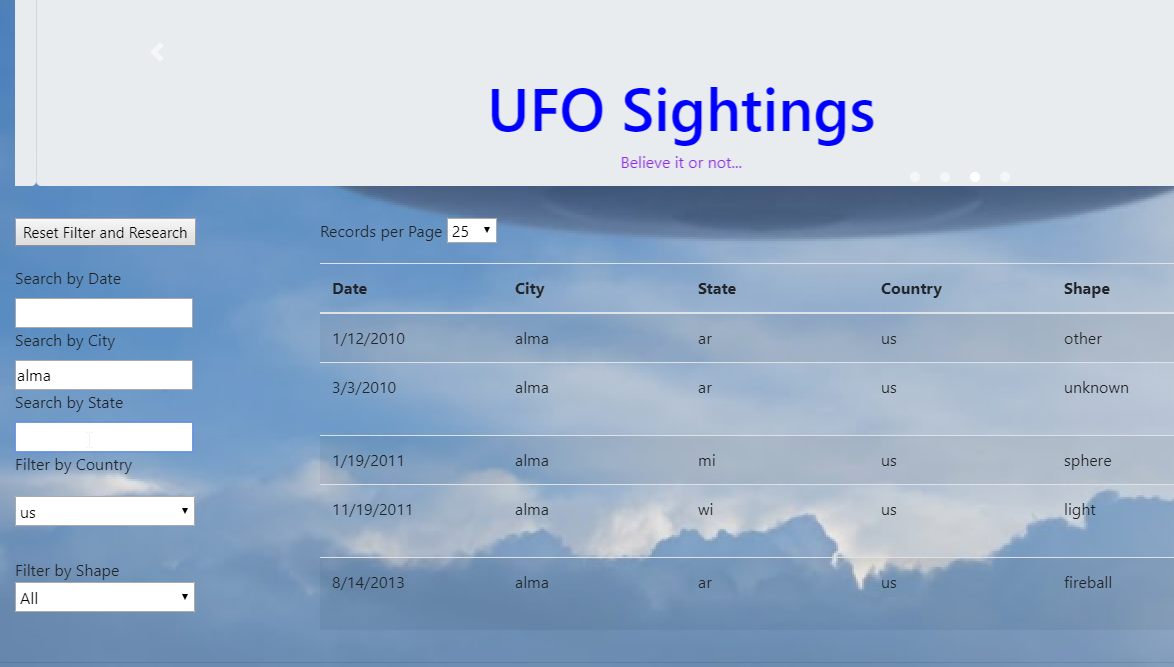 UFO Sightings
Believe it or not...
Reset Filter and Research
Search by Date
Search by City
alma
Search by State
Filter by Country
us
Filter by Shape
All
Records per Page 25
Date City State Country Shape
1/12/2010 alma ar us other
3/3/2010 alma ar us unknown
1/19/2011 alma mi us sphere
11/19/2011 alma wi us light
8/14/2013 alma ar us fireball